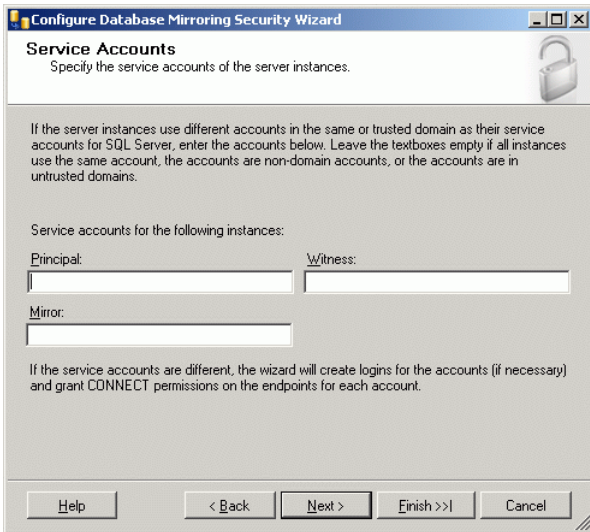 Configure Database Mirroring Security Wizard
Service Accounts
Specify the service accounts of the server instances.
If the server instances use different accounts in the same or trusted domain as their service
accounts for SQL Server, enter the accounts below. Leave the textboxes empty if all instances
use the same account, the accounts are non-domain accounts, or the accounts are in
untrusted domains.
Service accounts for the following instances:
Principal: Witness:
Mirror:
If the service accounts are different, the wizard will create logins for the accounts (if necessary)
and grant CONNECT permissions on the endpoints for each account.
Help < Back Next > Finish >>| Cancel